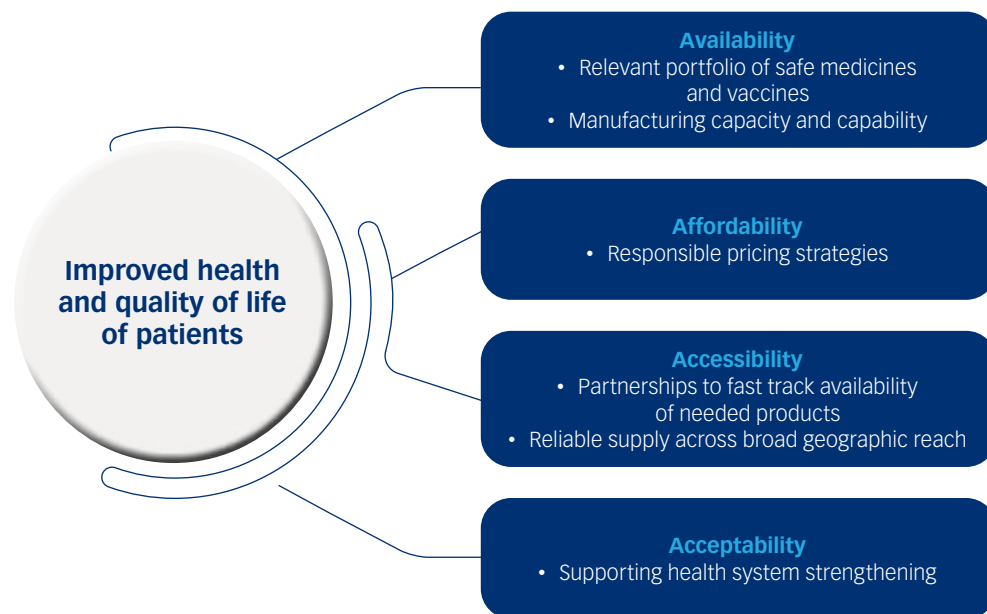 Improved health
and quality of life
of patients
Availability
• Relevant portfolio of safe medicines
and vaccines
• Manufacturing capacity and capability
Affordability
• Responsible pricing strategies
Accessibility
• Partnerships to fast track availability
of needed products
• Reliable supply across broad geographic reach
Acceptability
• Supporting health system strengthening